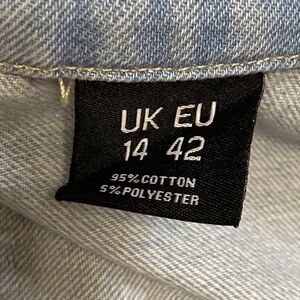 UK EU
14 42
95% COTTON
5% POLYESTER